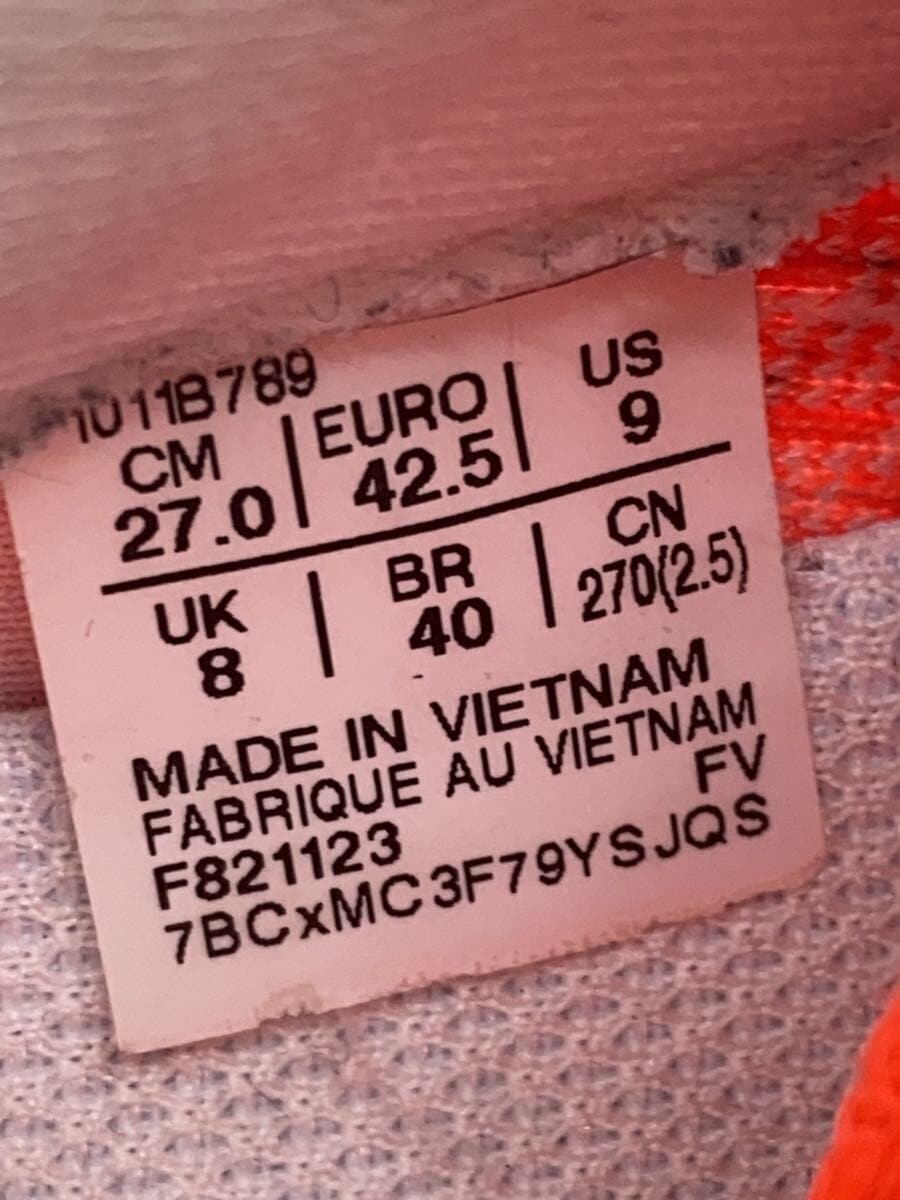 1011B789
CM | EURO | US
27.0 | 42.5 | 9
UK | BR | CN
8 | 40 | 270(2.5)
MADE IN VIETNAM
FABRIQUE AU VIETNAM
FV
F821123
7BCxMC3F79YSJQS